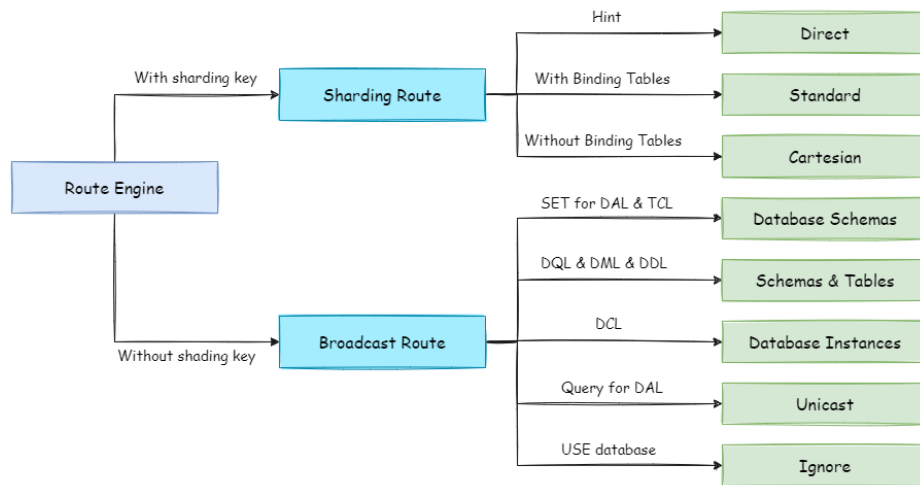 Hint
Direct
With sharding key
With Binding Tables
Sharding Route
Standard
Without Binding Tables
Cartesian
Route Engine
SET for DAL & TCL
Database Schemas
DQL & DML & DDL
Schemas & Tables
DCL
Without shading key
Broadcast Route
Database Instances
Query for DAL
Unicast
USE database
Ignore